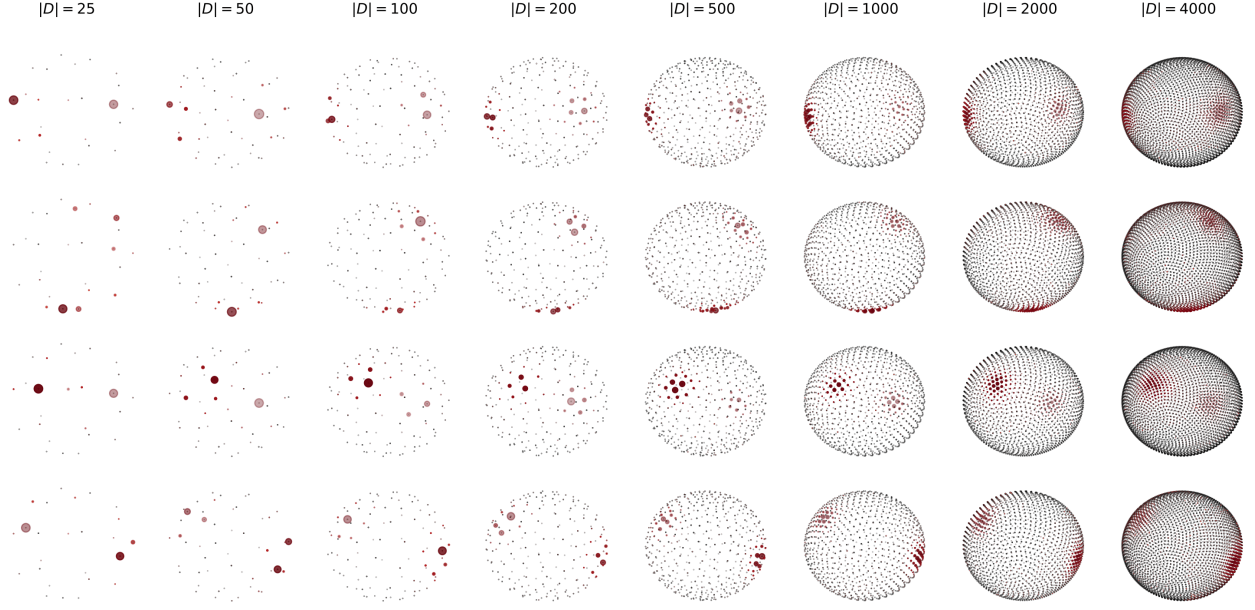 |D| = 25 |D| = 50 |D| = 100 |D| = 200 |D| = 500 |D| = 1000 |D| = 2000 |D| = 4000